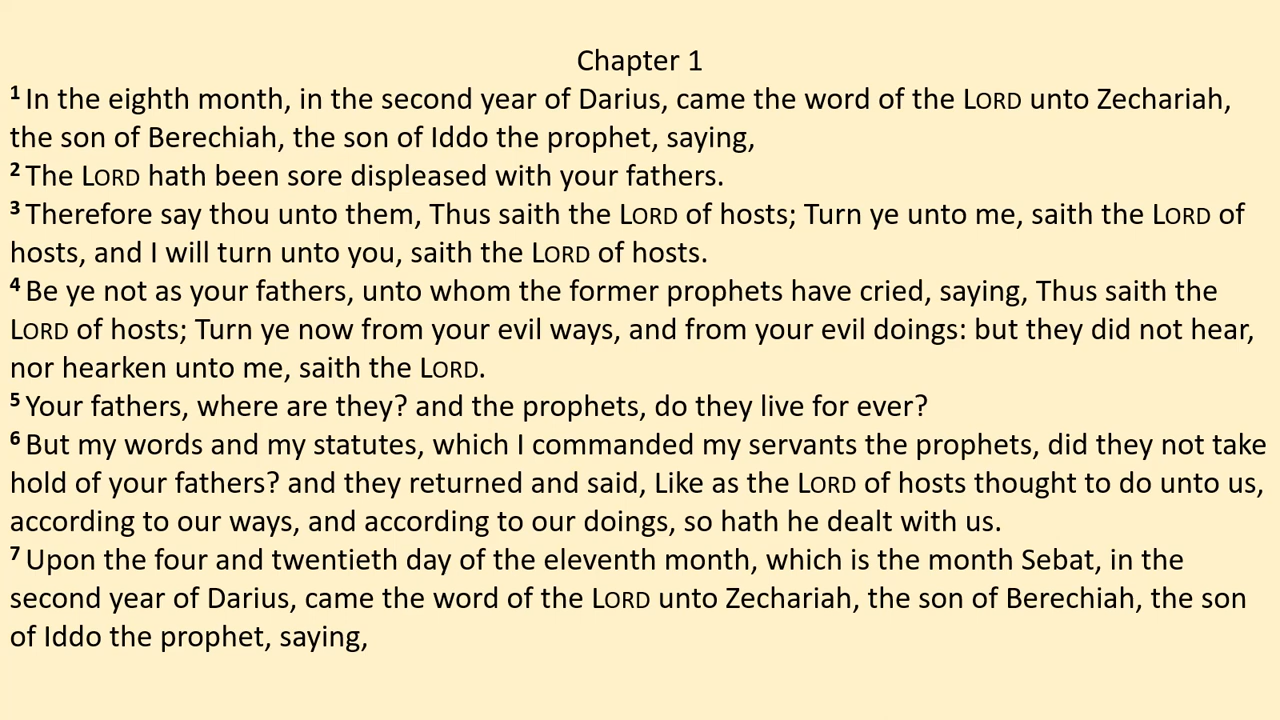 Chapter 1
1 In the eighth month, in the second year of Darius, came the word of the LORD unto Zechariah,
the son of Berechiah, the son of Iddo the prophet, saying,
2 The LORD hath been sore displeased with your fathers.
3 Therefore say thou unto them, Thus saith the LORD of hosts; Turn ye unto me, saith the LORD of
hosts, and I will turn unto you, saith the LORD of hosts.
4 Be ye not as your fathers, unto whom the former prophets have cried, saying, Thus saith the
LORD of hosts; Turn ye now from your evil ways, and from your evil doings: but they did not hear,
nor hearken unto me, saith the LORD.
5 Your fathers, where are they? and the prophets, do they live for ever?
6 But my words and my statutes, which I commanded my servants the prophets, did they not take
hold of your fathers? and they returned and said, Like as the LORD of hosts thought to do unto us,
according to our ways, and according to our doings, so hath he dealt with us.
7 Upon the four and twentieth day of the eleventh month, which is the month Sebat, in the
second year of Darius, came the word of the LORD unto Zechariah, the son of Berechiah, the son
of Iddo the prophet, saying,